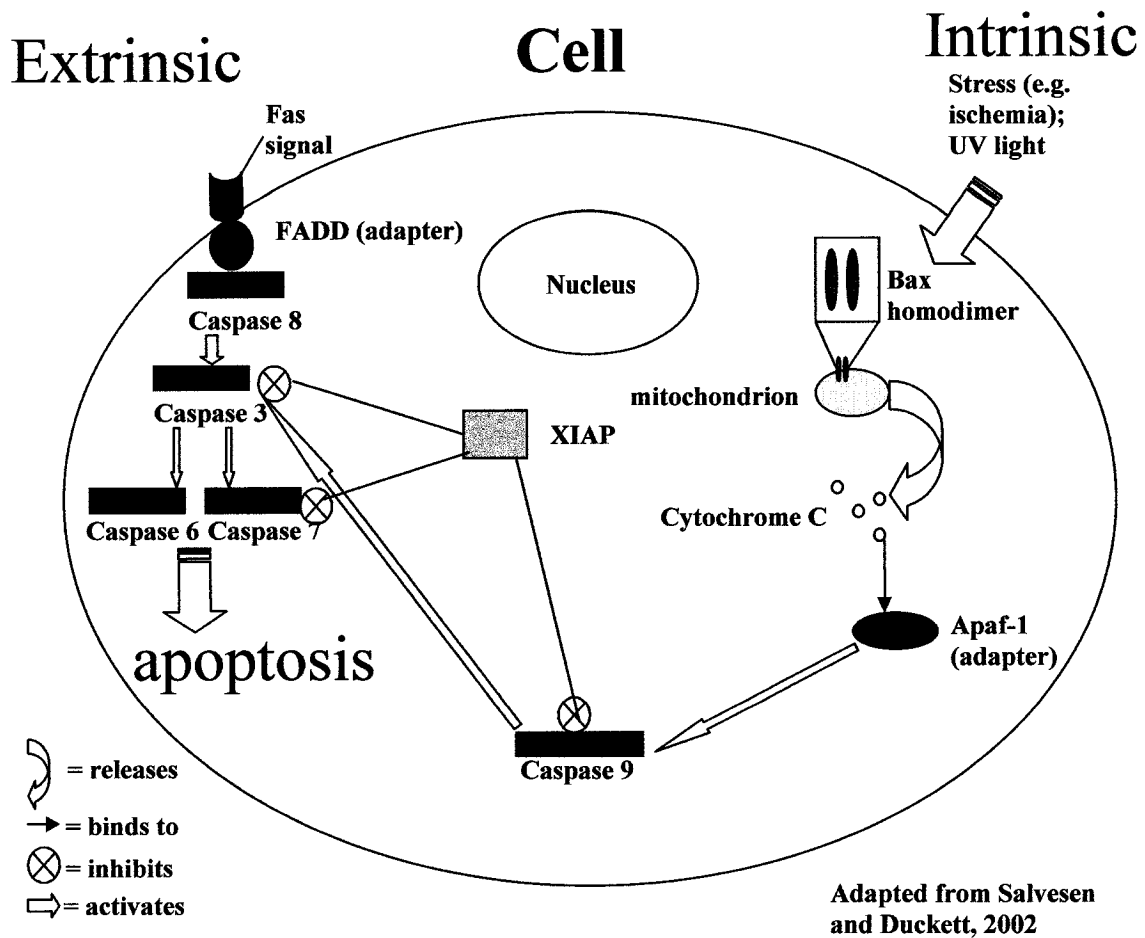 Extrinsic
Cell
Intrinsic
Stress (e.g.
ischemia);
UV light
Fas
signal
FADD (adapter)
Nucleus
Bax
homodimer
Caspase 8
mitochondrion
Caspase 3
XIAP
Caspase 6
Caspase 7
Cytochrome C
apoptosis
Apaf-1
(adapter)
Caspase 9
= releases
= binds to
= inhibits
= activates
Adapted from Salvesen
and Duckett, 2002